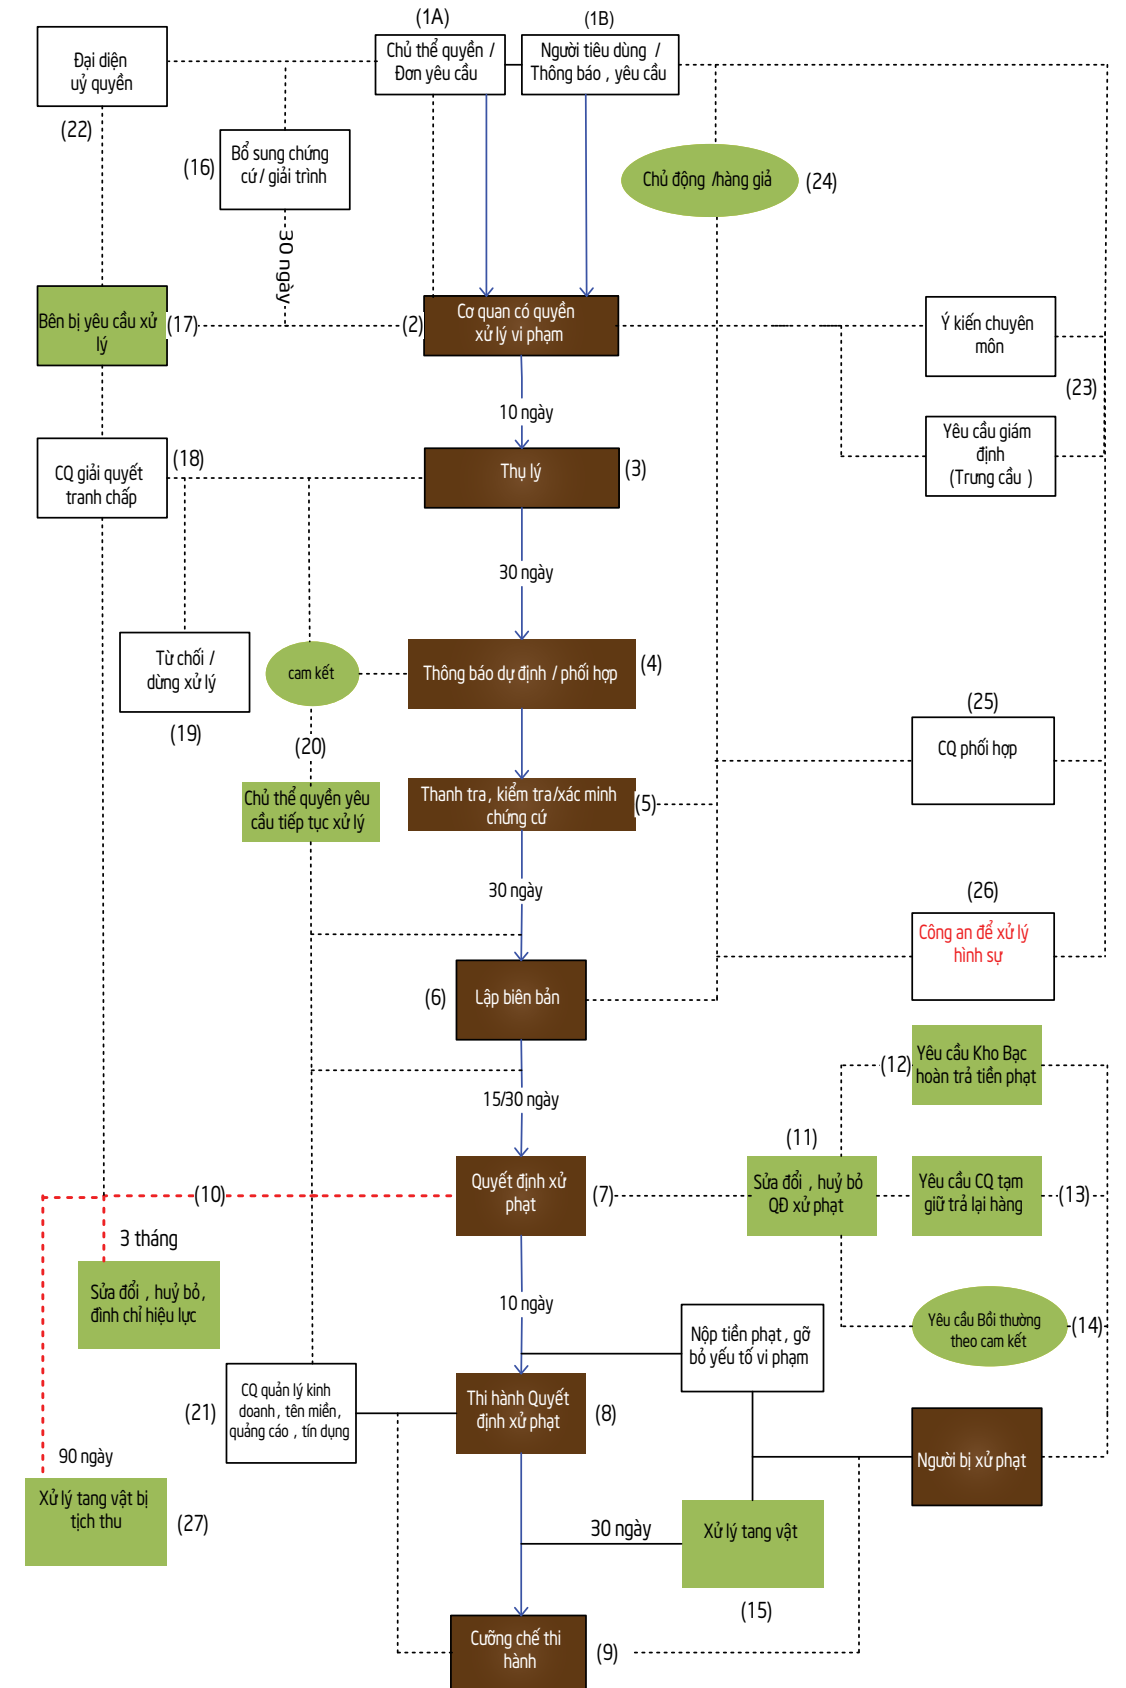 (1A)
(1B)
Đại diện
uỷ quyền
Chủ thể quyền /
Đơn yêu cầu
Người tiêu dùng /
Thông báo , yêu cầu
(22)
(16)
Bổ sung chứng
cứ / giải trình
Chủ động /hàng giả
(24)
30 ngày
Bên bị yêu cầu xử
lý
(17)
(2)
Cơ quan có quyền
xử lý vi phạm
Ý kiến chuyên
môn
(23)
10 ngày
Yêu cầu giám
định
(Trưng cầu )
CQ giải quyết
tranh chấp
(18)
Thụ lý
(3)
30 ngày
Từ chối /
dừng xử lý
(19)
cam kết
Thông báo dự định / phối hợp
(4)
(20)
(25)
CQ phối hợp
Chủ thể quyền yêu
cầu tiếp tục xử lý
Thanh tra , kiểm tra/xác minh
chứng cứ
(5)
30 ngày
(26)
Công an để xử lý
hình sự
(6)
Lập biên bản
15/30 ngày
(12)
Yêu cầu Kho Bạc
hoàn trả tiền phạt
(11)
(10)
Quyết định xử
phạt
(7)
Sửa đổi , huỷ bỏ
QĐ xử phạt
Yêu cầu CQ tạm
giữ trả lại hàng
(13)
3 tháng
Sửa đổi , huỷ bỏ ,
đình chỉ hiệu lực
10 ngày
Nộp tiền phạt , gỡ
bỏ yếu tố vi phạm
Yêu cầu Bồi thường
theo cam kết
(14)
(21)
CQ quản lý kinh
doanh , tên miền ,
quảng cáo , tín dụng
Thi hành Quyết
định xử phạt
(8)
90 ngày
Người bị xử phạt
Xử lý tang vật bị
tịch thu
(27)
30 ngày
Xử lý tang vật
(15)
Cưỡng chế thi
hành
(9)